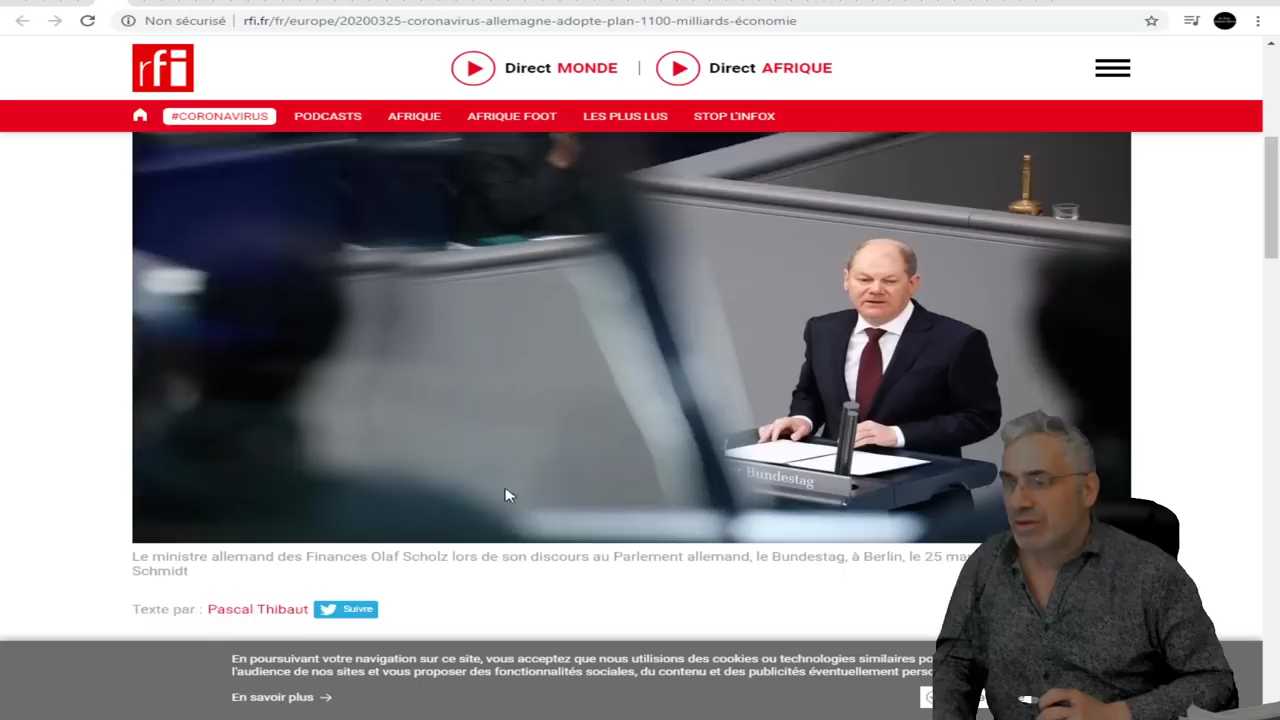 Non sécurisé | rfi.fr/fr/europe/20200325-coronavirus-allemagne-adopte-plan-1100-milliards-économie
rfi
Direct MONDE | Direct AFRIQUE
#CORONAVIRUS PODCASTS AFRIQUE AFRIQUE FOOT LES PLUS LUS STOP L'INFOX
Bundestag
Le ministre allemand des Finances Olaf Scholz lors de son discours au Parlement allemand, le Bundestag, à Berlin, le 25
Schmidt
Texte par : Pascal Thibaut Suivre
En poursuivant votre navigation sur ce site, vous acceptez que nous utilisions des cookies ou technologies similaires
l'audience de nos sites et vous proposer des fonctionnalités sociales, du contenu et des publicités éventuellement
En savoir plus →